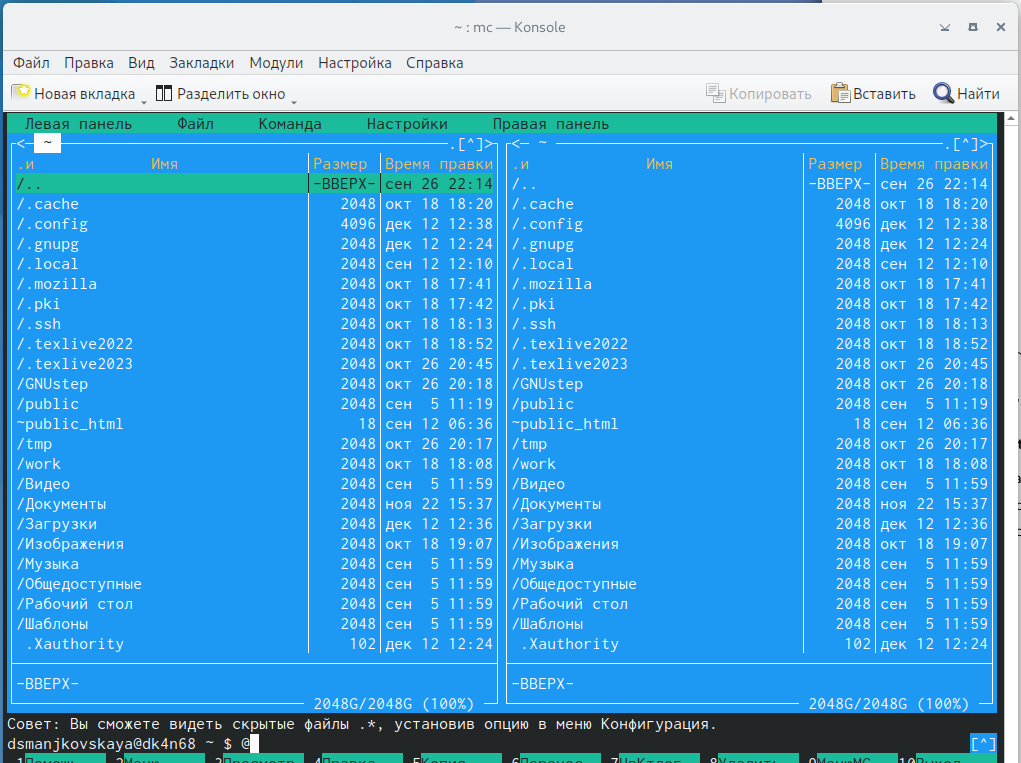 ~ : mc — Konsole
Файл Правка Вид Закладки Модули Настройка Справка
Новая вкладка Разделить окно Копировать Вставить Найти
Левая панель Файл Команда Настройки Правая панель
<─ ~ .[^]> <─ ~ .[^]>
.и Имя Размер Время правки .и Имя Размер Время правки
/.. -ВВЕРХ- сен 26 22:14 /.. -ВВЕРХ- сен 26 22:14
/.cache 2048 окт 18 18:20 /.cache 2048 окт 18 18:20
/.config 4096 дек 12 12:38 /.config 4096 дек 12 12:38
/.gnupg 2048 дек 12 12:24 /.gnupg 2048 дек 12 12:24
/.local 2048 сен 12 12:10 /.local 2048 сен 12 12:10
/.mozilla 2048 окт 18 17:41 /.mozilla 2048 окт 18 17:41
/.pki 2048 окт 18 17:42 /.pki 2048 окт 18 17:42
/.ssh 2048 окт 18 18:13 /.ssh 2048 окт 18 18:13
/.texlive2022 2048 окт 18 18:52 /.texlive2022 2048 окт 18 18:52
/.texlive2023 2048 окт 26 20:45 /.texlive2023 2048 окт 26 20:45
/GNUstep 2048 окт 26 20:18 /GNUstep 2048 окт 26 20:18
/public 2048 сен 5 11:19 /public 2048 сен 5 11:19
~public_html 18 сен 12 06:36 ~public_html 18 сен 12 06:36
/tmp 2048 окт 26 20:17 /tmp 2048 окт 26 20:17
/work 2048 окт 18 18:08 /work 2048 окт 18 18:08
/Видео 2048 сен 5 11:59 /Видео 2048 сен 5 11:59
/Документы 2048 ноя 22 15:37 /Документы 2048 ноя 22 15:37
/Загрузки 2048 дек 12 12:36 /Загрузки 2048 дек 12 12:36
/Изображения 2048 окт 18 19:07 /Изображения 2048 окт 18 19:07
/Музыка 2048 сен 5 11:59 /Музыка 2048 сен 5 11:59
/Общедоступные 2048 сен 5 11:59 /Общедоступные 2048 сен 5 11:59
/Рабочий стол 2048 сен 5 11:59 /Рабочий стол 2048 сен 5 11:59
/Шаблоны 2048 сен 5 11:59 /Шаблоны 2048 сен 5 11:59
.Xauthority 102 дек 12 12:24 .Xauthority 102 дек 12 12:24
-ВВЕРХ- -ВВЕРХ-
2048G/2048G (100%) 2048G/2048G (100%)
Совет: Вы сможете видеть скрытые файлы .*, установив опцию в меню Конфигурация.
dsmanjkovskaya@dk4n68 ~ $ @ [^]
1Помощь 2Меню 3Просмотр 4Правка 5Копия 6Перенос 7НвКтлог 8Удалить 9МенюМС 10Выход